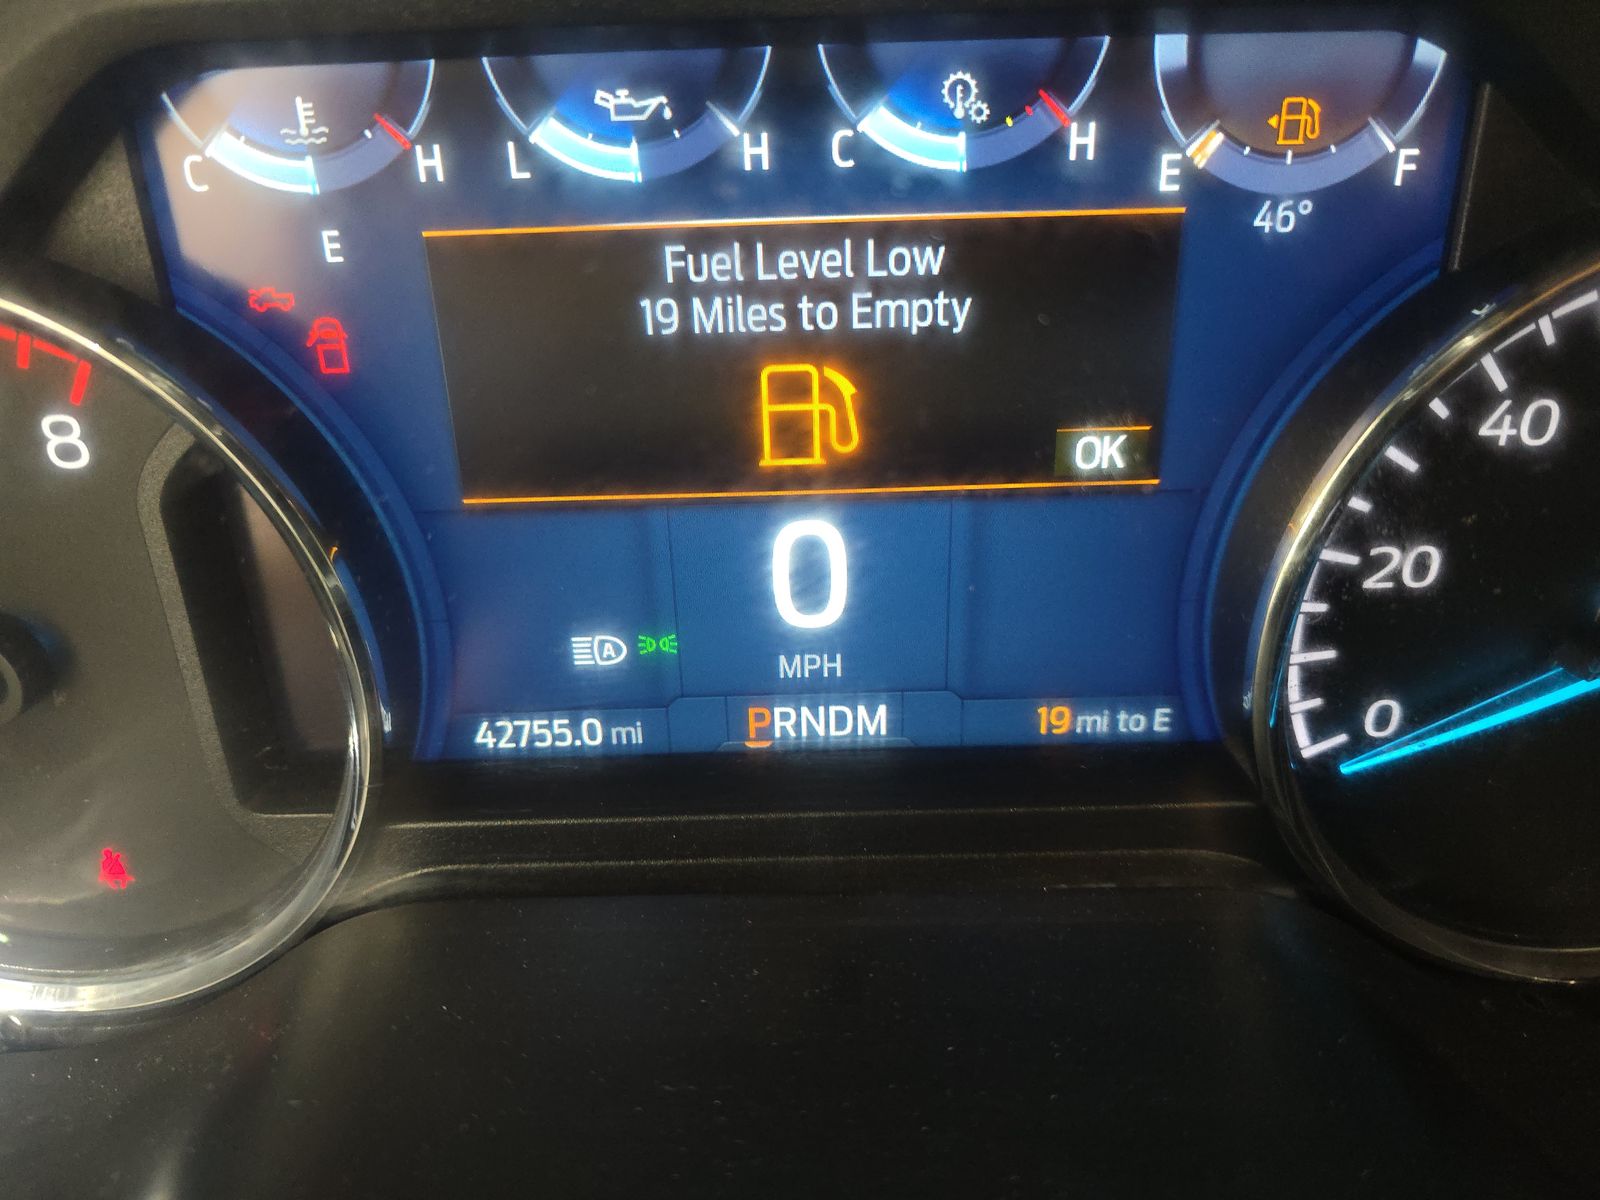 C H
L H
C H
E F
46°
E
Fuel Level Low
19 Miles to Empty
OK
8
40
20
0
0
MPH
A
42755.0 mi
PRNDM
19 mi to E